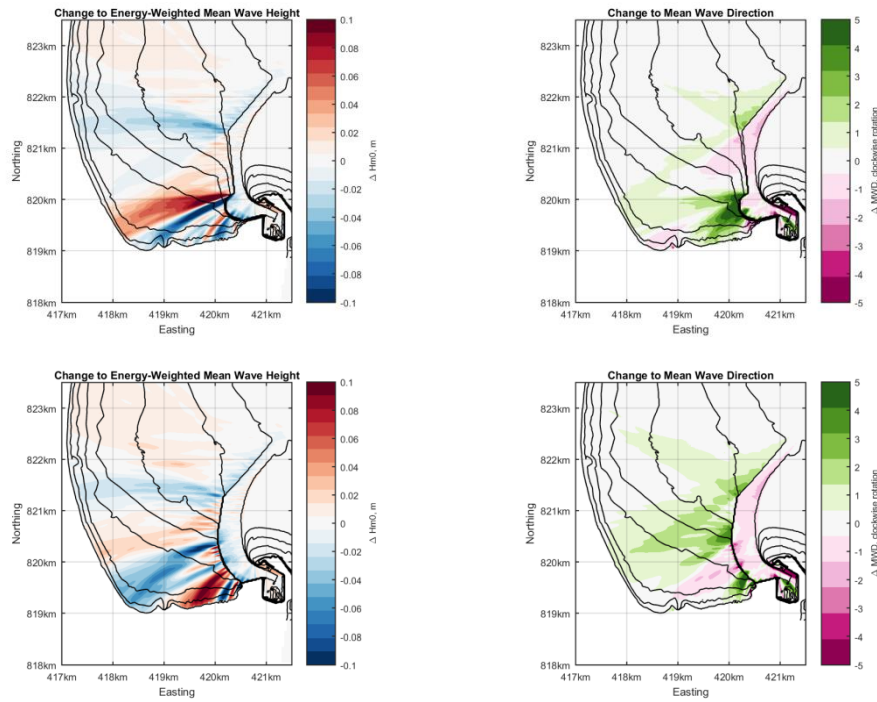 Change to Energy-Weighted Mean Wave Height
823km
822km
821km
820km
819km
818km
Northing
417km
418km
419km
420km
421km
Easting
0.1
0.08
0.06
0.04
0.02
0
-0.02
-0.04
-0.06
-0.08
-0.1
Δ Hm0, m
Change to Mean Wave Direction
823km
822km
821km
820km
819km
818km
Northing
417km
418km
419km
420km
421km
Easting
5
4
3
2
1
0
-1
-2
-3
-4
-5
Δ MWD, clockwise rotation
Change to Energy-Weighted Mean Wave Height
823km
822km
821km
820km
819km
818km
Northing
417km
418km
419km
420km
421km
Easting
0.1
0.08
0.06
0.04
0.02
0
-0.02
-0.04
-0.06
-0.08
-0.1
Δ Hm0, m
Change to Mean Wave Direction
823km
822km
821km
820km
819km
818km
Northing
417km
418km
419km
420km
421km
Easting
5
4
3
2
1
0
-1
-2
-3
-4
-5
Δ MWD, clockwise rotation